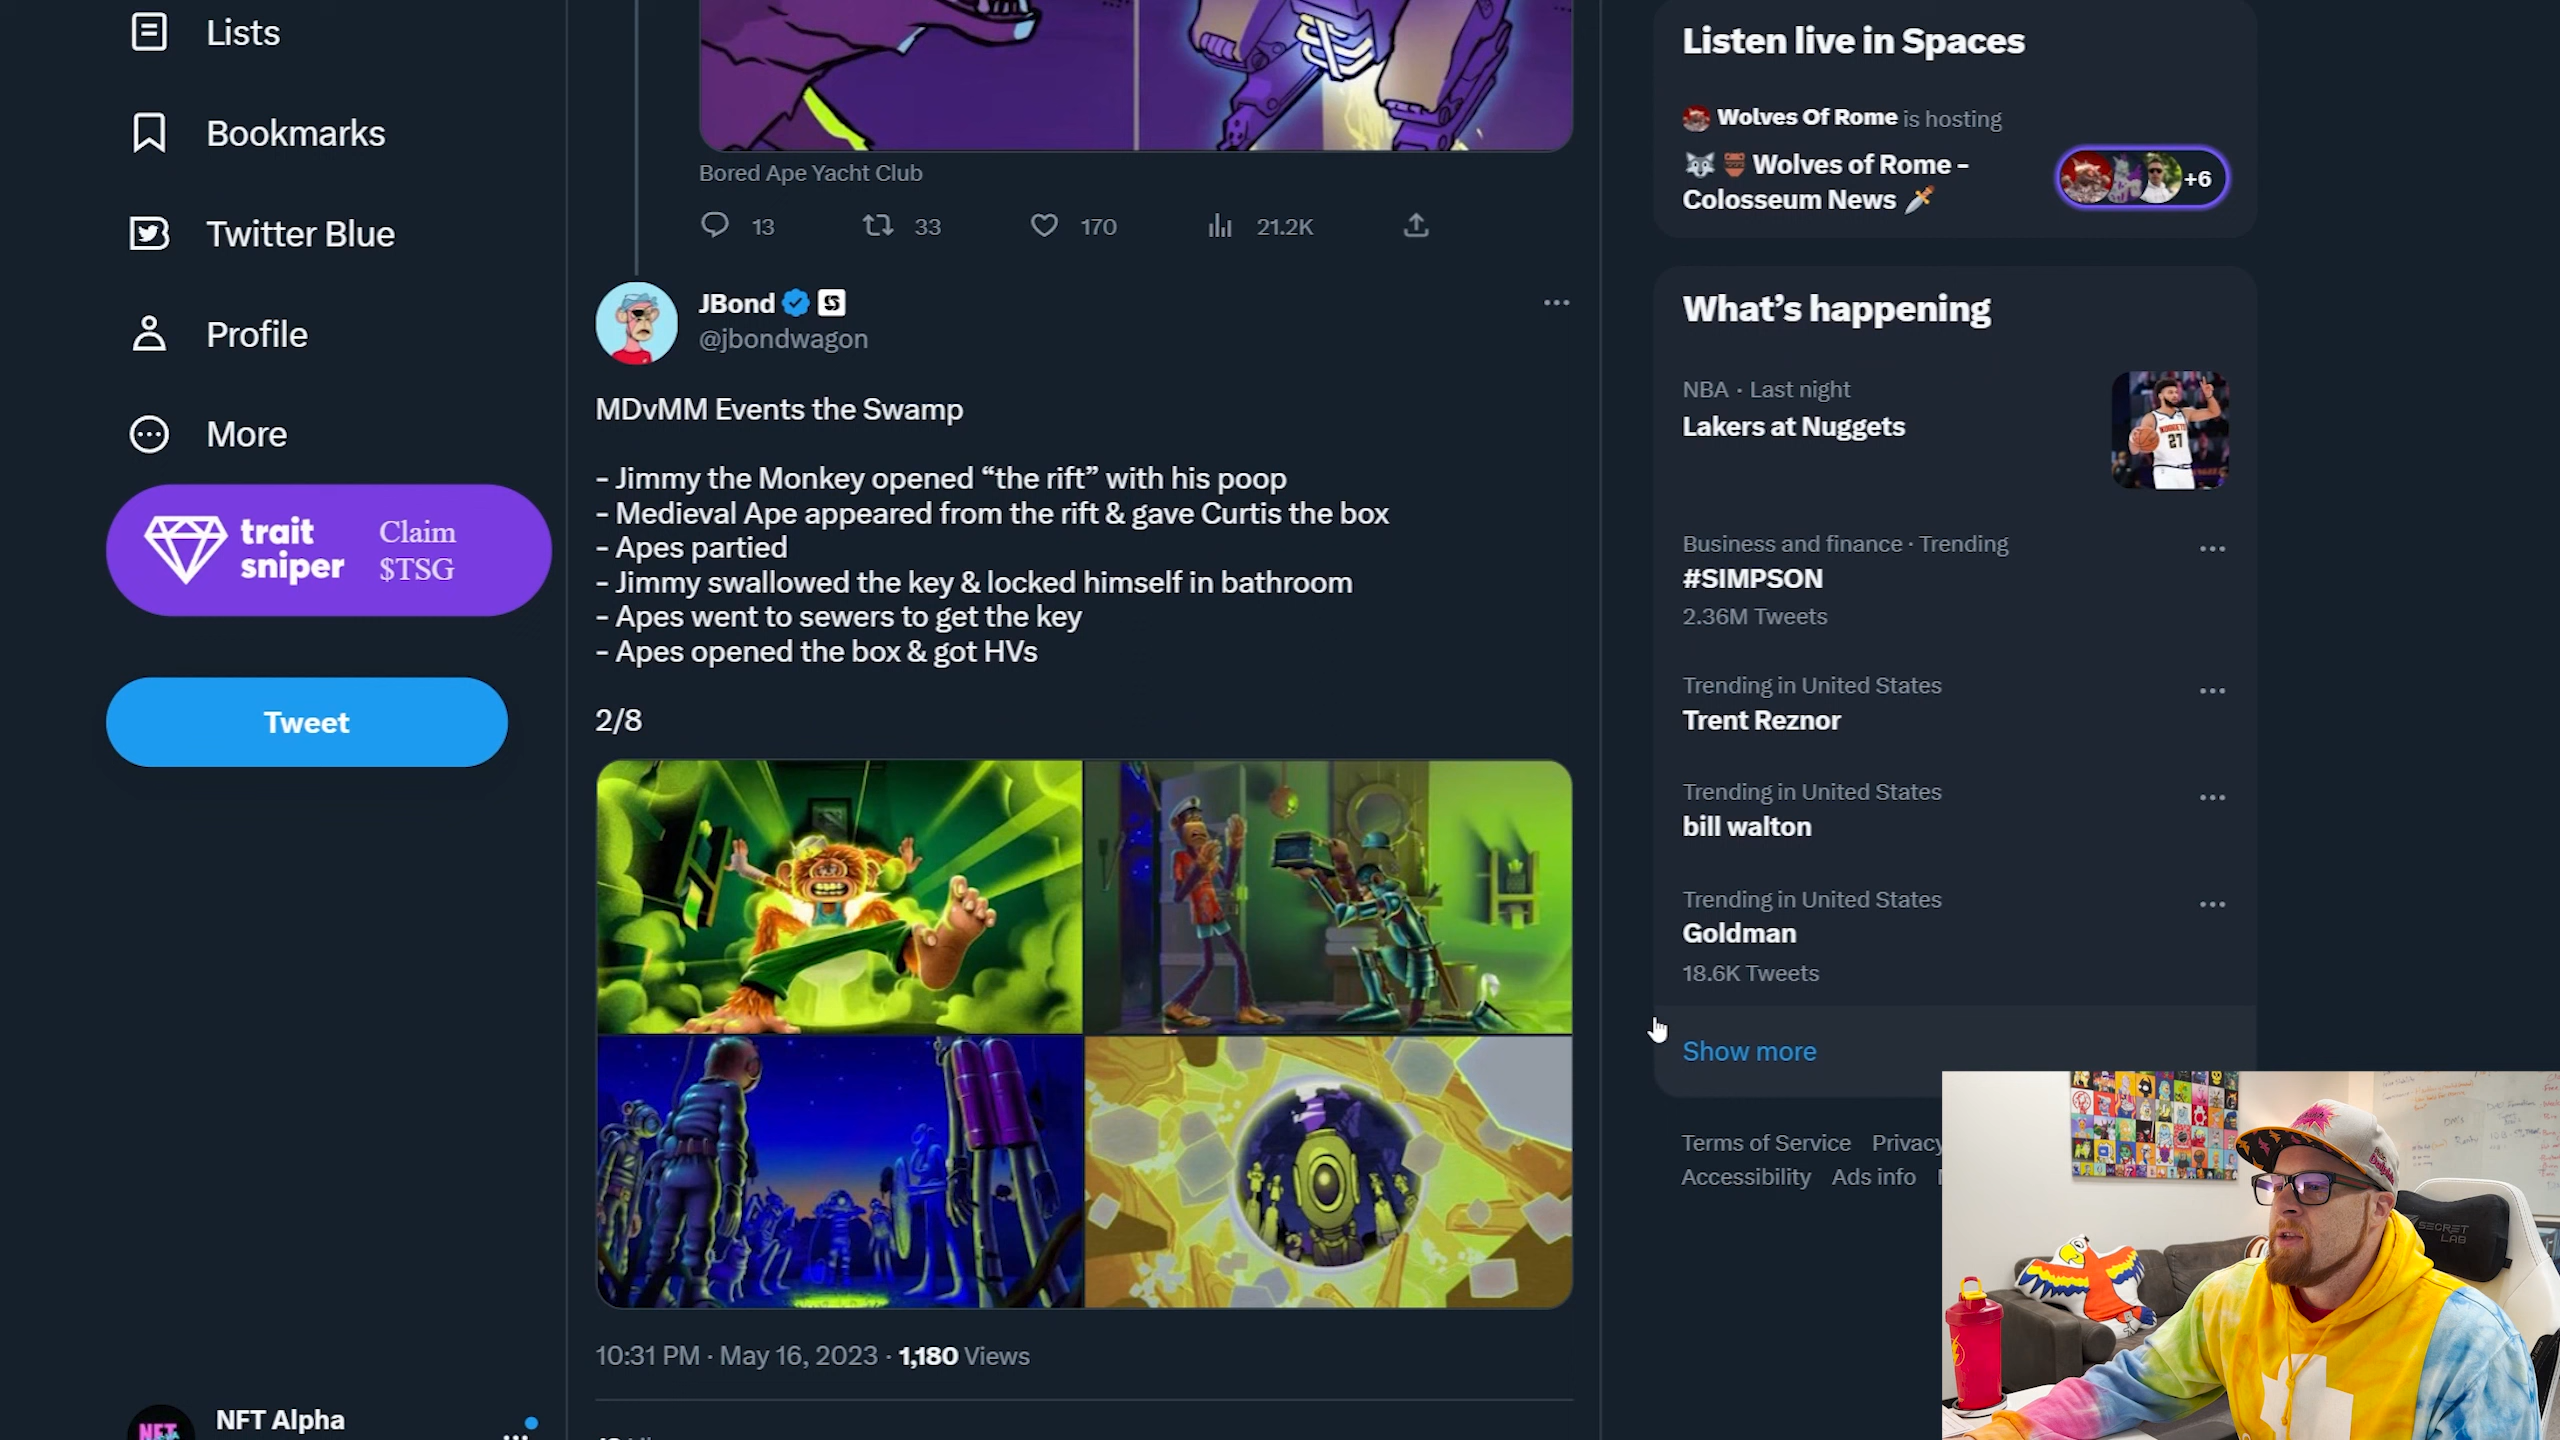 Lists
Bookmarks
Twitter Blue
Profile
More
trait
sniper
Claim
$TSG
Tweet
NFT Alpha
NFT
Bored Ape Yacht Club
13
33
170
21.2K
JBond
@jbondwagon
MDvMM Events the Swamp
- Jimmy the Monkey opened “the rift” with his poop
- Medieval Ape appeared from the rift & gave Curtis the box
- Apes partied
- Jimmy swallowed the key & locked himself in bathroom
- Apes went to sewers to get the key
- Apes opened the box & got HVs
2/8
10:31 PM · May 16, 2023 · 1,180 Views
Listen live in Spaces
Wolves Of Rome is hosting
Wolves of Rome -
Colosseum News
+6
What’s happening
NBA · Last night
Lakers at Nuggets
NUGGETS
27
Business and finance · Trending
#SIMPSON
2.36M Tweets
Trending in United States
Trent Reznor
Trending in United States
bill walton
Trending in United States
Goldman
18.6K Tweets
Show more
Terms of Service Privacy
Accessibility Ads info
SECRET
LAB